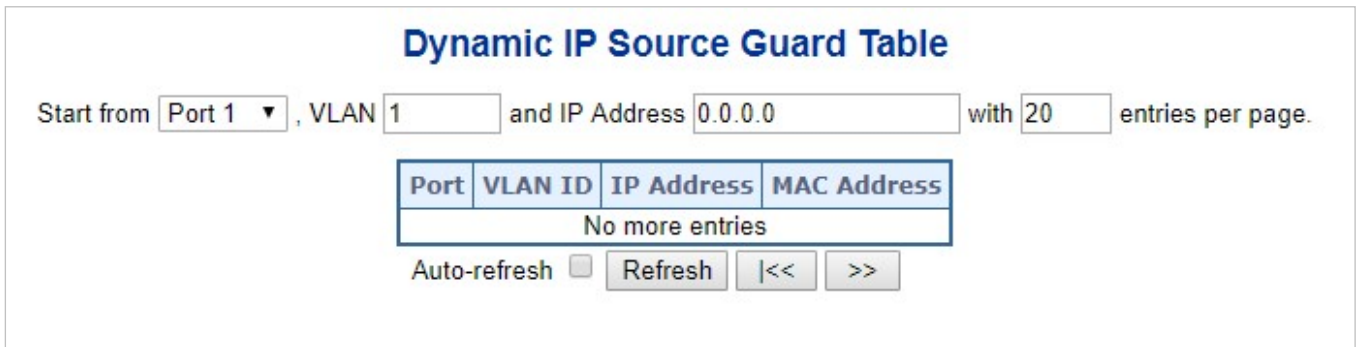 Dynamic IP Source Guard Table
Start from Port 1 ▼ , VLAN 1 and IP Address 0.0.0.0 with 20 entries per page.
Port VLAN ID IP Address MAC Address
No more entries
Auto-refresh Refresh |<< >>